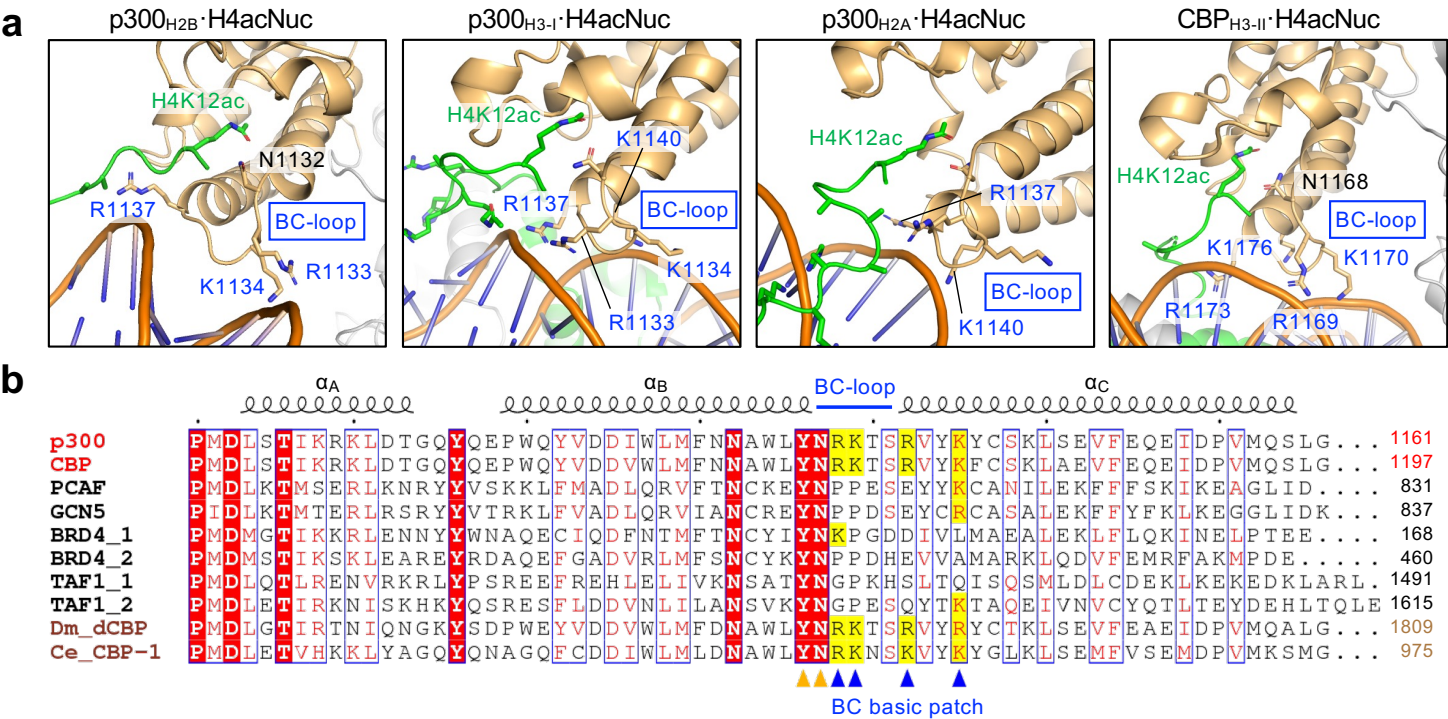 a
p300H2B·H4acNuc
p300H3-I·H4acNuc
p300H2A·H4acNuc
CBPH3-II·H4acNuc
H4K12ac
N1132
R1137
BC-loop
R1133
K1134
H4K12ac
K1140
R1137
BC-loop
K1134
R1133
H4K12ac
R1137
BC-loop
K1140
H4K12ac
N1168
BC-loop
K1176
K1170
R1173
R1169
b
αA αB BC-loop αC
p300 PMDLSTIKRKLDTGQYQEPWQYVDDIWLMFNNAWLYNRKTSRVYKYCSKLSEVFEQEIDPVMQSLG... 1161
CBP PMDLSTIKRKLDTGQYQEPWQYVDDVWLMFNNAWLYNRKTSRVYKFCSKLAEVFEQEIDPVMQSLG... 1197
PCAF PMDLKTMSERLKNRYYVSKKLFMADLQRVFTNCKEYNPPESEYYKCANILEKFFFSKIKEAGLID.... 831
GCN5 PMDLKTMTERLRSRYYVTRKLFVADLQRVIANCREYNPPDSEYCRCASALEKFFYFKLKEGGLIDK... 837
BRD4_1 PMDMGTIKKRLENNYYWNAQECIQDFNTMFTNCYIYNKPGDDIVLMAEALEKLFLQKINELPTEE.... 168
BRD4_2 PMDMSTIKSKLEAREYRDAQEFGADVRLMFSNCYKYNPPDHEVVAMARKLQDVFEMRFAKMPDE.... 460
TAF1_1 PMDLQTLRENVRKRLYPSREEFREHLELIVKNSATYNGPKHSLTQISQSMLDLCDEKLKEKEDKLARL. 1491
TAF1_2 PMDLETIRKNISKHKYQSRESFLDDVNLILANSVKYNGPESQYTKTAQEIVNVCYQTLTEYDEHLTQLE 1615
Dm_dCBP PMDLGTIRTNIQNGKYSDPWEYVDDVWLMFDNAWLYNRKTSRVYRYCTKLSEVFEAEIDPVMQALG... 1809
Ce_CBP-1 PMDLETVHKKLYAGQYQNAGQFCDDIWLMLDNAWLYNRKNSKVYKYGLKLSEMFVSEMDPVMKSMG... 975
BC basic patch